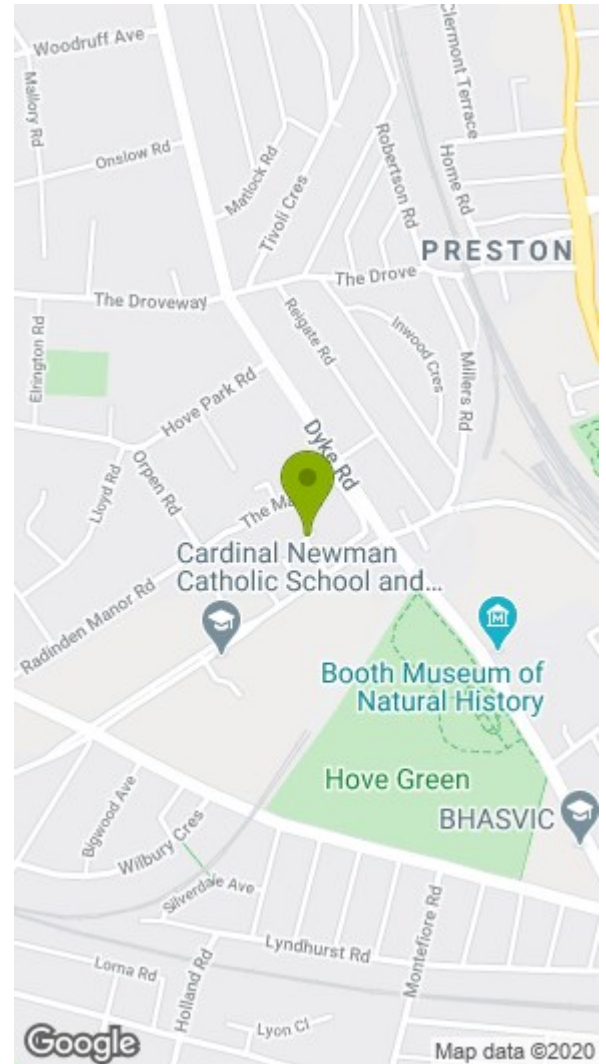 Woodruff Ave
Mallory Rd
Onslow Rd
Matlock Rd
Tivoli Cres
Clermont Terrace
Robertson Rd
Home Rd
PRESTON
The Drove
The Droveway
Elrington Rd
Reigate Rd
Inwood Cres
Millers Rd
Hove Park Rd
Dyke Rd
Lloyd Rd
Orpen Rd
The Ma
Cardinal Newman
Catholic School and...
Radinden Manor Rd
M
Booth Museum of
Natural History
Hove Green
BHASVIC
Bigwood Ave
Wilbury Cres
Silverdale Ave
Montefiore Rd
Lyndhurst Rd
Lorna Rd
Holland Rd
Lyon Cl
Google
Map data ©2020